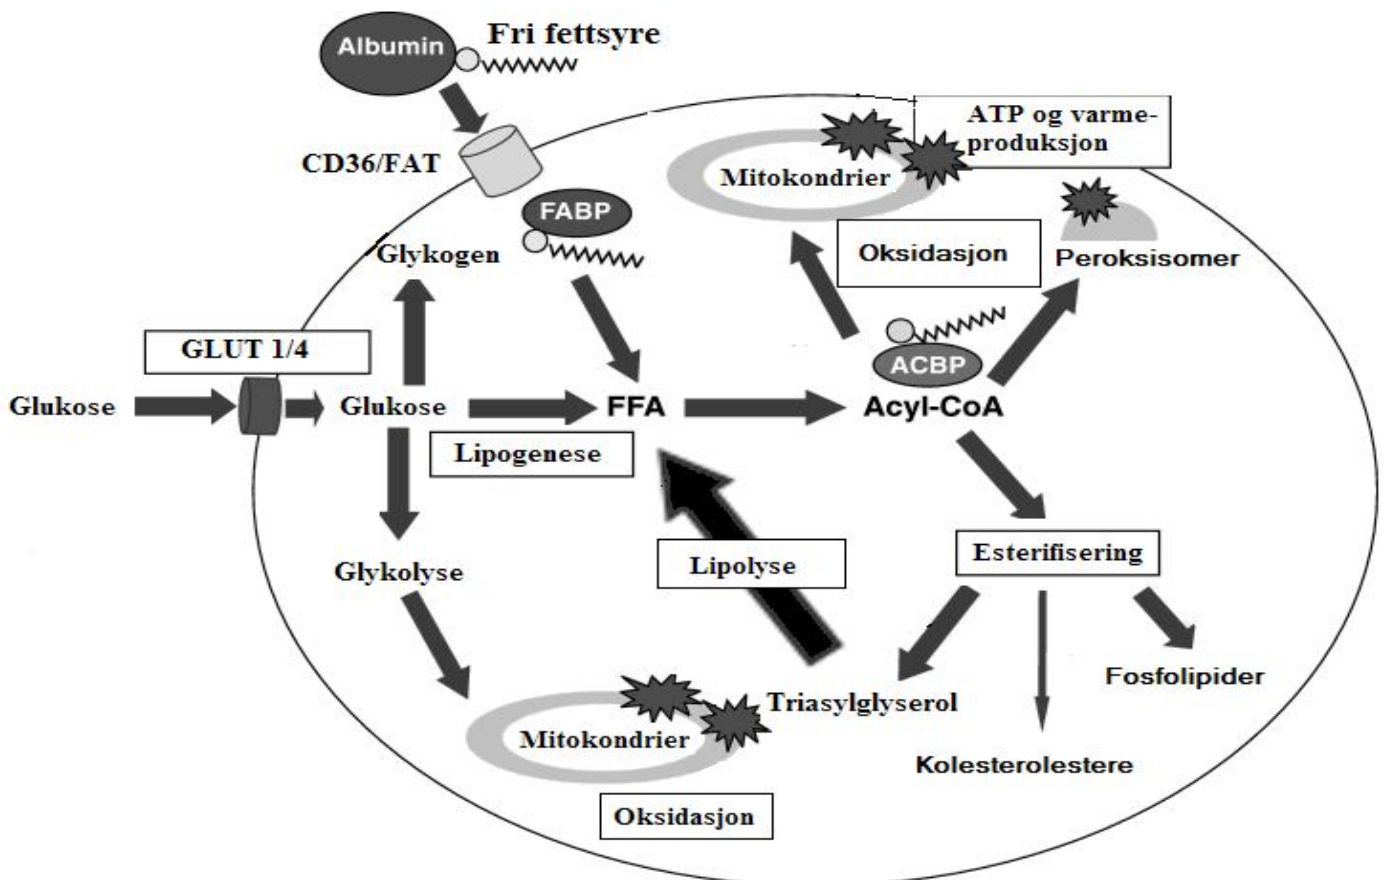 Albumin
Fri fettsyre
CD36/FAT
FABP
Glykogen
ATP og varme-
produksjon
Mitokondrier
Oksidasjon
Peroksisomer
GLUT 1/4
ACBP
Glukose
Glukose
FFA
Acyl-CoA
Lipogenese
Lipolyse
Esterifisering
Glykolyse
Triasylglyserol
Fosfolipider
Mitokondrier
Kolesterolestere
Oksidasjon